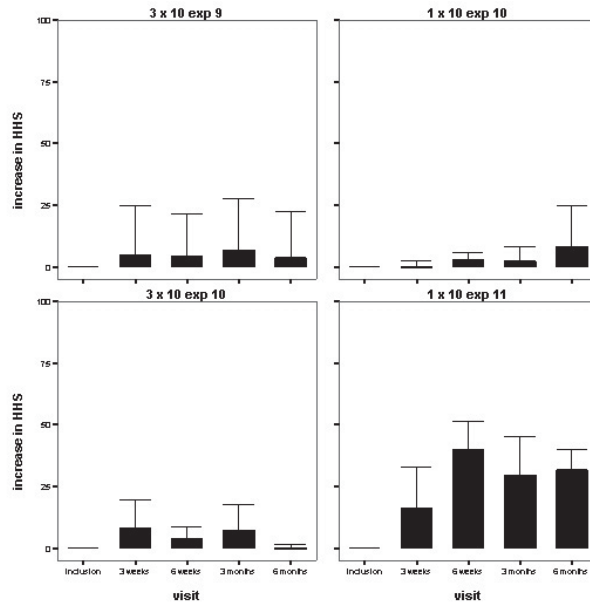 3 x 10 exp 9
1 x 10 exp 10
increase in HHS
100
75
50
25
0
3 x 10 exp 10
1 x 10 exp 11
increase in HHS
100
75
50
25
0
inclusion 3 weeks 6 weeks 3 months 6 months
inclusion 3 weeks 6 weeks 3 months 6 months
visit
visit